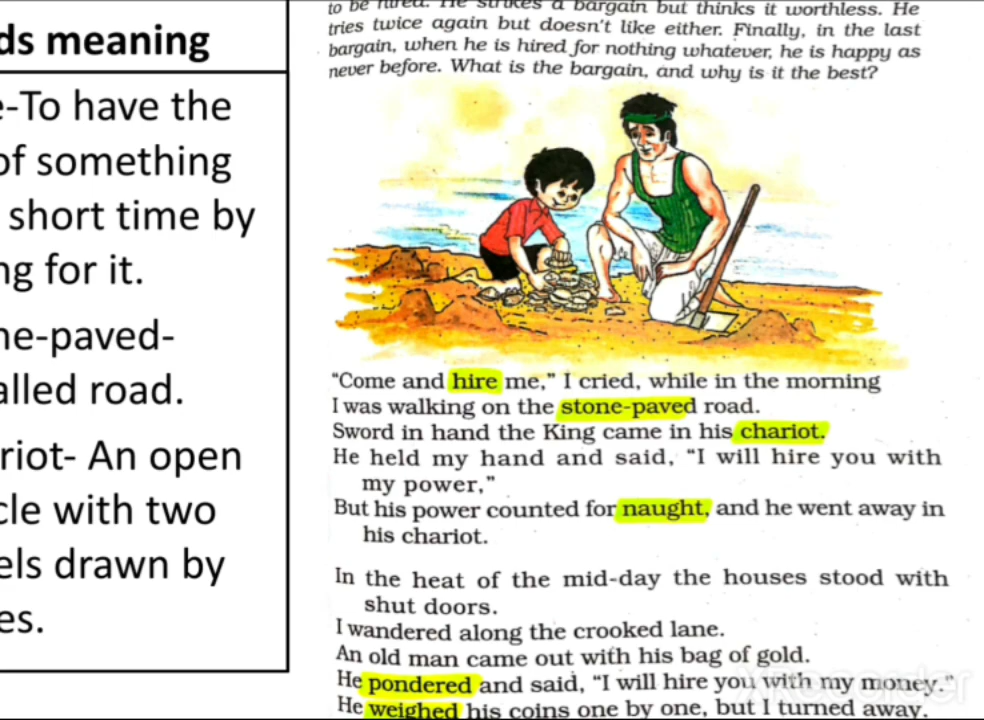 ds meaning
e-To have the
of something
short time by
ng for it.
ne-paved-
alled road.
riot- An open
cle with two
els drawn by
es.
to be hired. He strikes a bargain but thinks it worthless. He
tries twice again but doesn't like either. Finally, in the last
bargain, when he is hired for nothing whatever, he is happy as
never before. What is the bargain, and why is it the best?
"Come and hire me," I cried, while in the morning
I was walking on the stone-paved road.
Sword in hand the King came in his chariot.
He held my hand and said, "I will hire you with
my power,"
But his power counted for naught, and he went away in
his chariot.
In the heat of the mid-day the houses stood with
shut doors.
I wandered along the crooked lane.
An old man came out with his bag of gold.
He pondered and said, "I will hire you with my money."
He weighed his coins one by one, but I turned away.
XRecorder